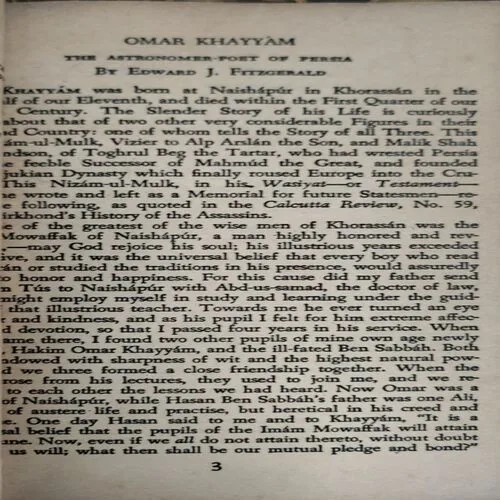 OMAR KHAYYÁM
THE ASTRONOMER-POET OF PERSIA
BY EDWARD J. FITZGERALD
KHAYYÁM was born at Naishápúr in Khorassán in the
lf of our Eleventh, and died within the First Quarter of our
Century. The Slender Story of his Life is curiously
about that of two other very considerable Figures in their
nd Country: one of whom tells the Story of all Three. This
ám-ul-Mulk, Vizier to Alp Arslán the Son, and Malik Shah
ndson, of Toghul Beg the Tartar, who had wrested Persia
e feeble Successor of Mahmúd the Great, and founded
jukian Dynasty which finally roused Europe into the Cru-
This Nizám-ul-Mulk, in his Wasiyat—or Testament—
he wrote and left as a Memorial for future Statesmen—re-
e following, as quoed in the Calcutta Review, No. 59,
irkhond's History of the Assassins.
e of the greatest of the wise men of Khorassán was the
Mowaffak of Naishápúr, a man highly honored and rev-
—may God rejoice his soul; his illustrious years exceeded
ive, and it was the universal belief that every boy who read
rán or studied the traditions in his presence, would assuredly
honor and happiness. For this cause did my father send
m Tús to Naishápúr with Abd-us-samad, the doctor of law,
might employ myself in study and learning under the guid-
that illustrious teacher. Towards me he ever turned an eye
r and kindness, and as his pupil I felt for him extreme affec-
d devotion, so that I passed four years in his service. When
ame there, I found two other pupils of mine own age newly
, Hakim Omar Khayyám, and the ill-fated Ben Sabbáh. Both
ndowed with sharpness of wit and the highest natural pow-
d we three formed a close friendship together. When the
rose from his lectures, they used to join me, and we re-
o each other the lessons we had heard. Now Omar was a
of Naishápúr, while Hasan Ben Sabbáh's father was one Ali,
of austere life and practise, but heretical in his creed and
e. One day Hasan said to me and to Khayyám, "It is a
sal belief that the pupils of the Imám Mowaffak will attain
une. Now, even if we all do not attain thereto, without doubt
us will; what then shall be our mutual pledge and bond?"
3